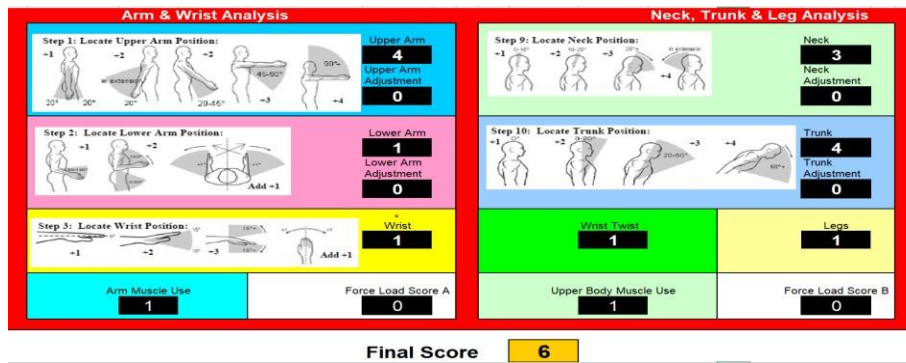 Arm & Wrist Analysis
Step 1: Locate Upper Arm Position:
+1
+2
+2
+3
+4
20°
20°
in extension
20°
20-45°
45-90°
90°+
Upper Arm
4
Upper Arm
Adjustment
0
Step 2: Locate Lower Arm Position:
+1
+2
Add +1
Lower Arm
1
Lower Arm
Adjustment
0
Step 3: Locate Wrist Position:
+1
+2
+3
15°
15°
15°+
15°+
Add +1
Wrist
1
Arm Muscle Use
1
Force Load Score A
0
Neck, Trunk & Leg Analysis
Step 9: Locate Neck Position:
+1
0-10°
+2
10-20°
+3
20°+
+4
in extension
Neck
3
Neck
Adjustment
0
Step 10: Locate Trunk Position:
+1
0°
+2
0-20°
+3
20-60°
+4
60°+
Trunk
4
Trunk
Adjustment
0
Wrist Twist
1
Legs
1
Upper Body Muscle Use
1
Force Load Score B
0
Final Score 6